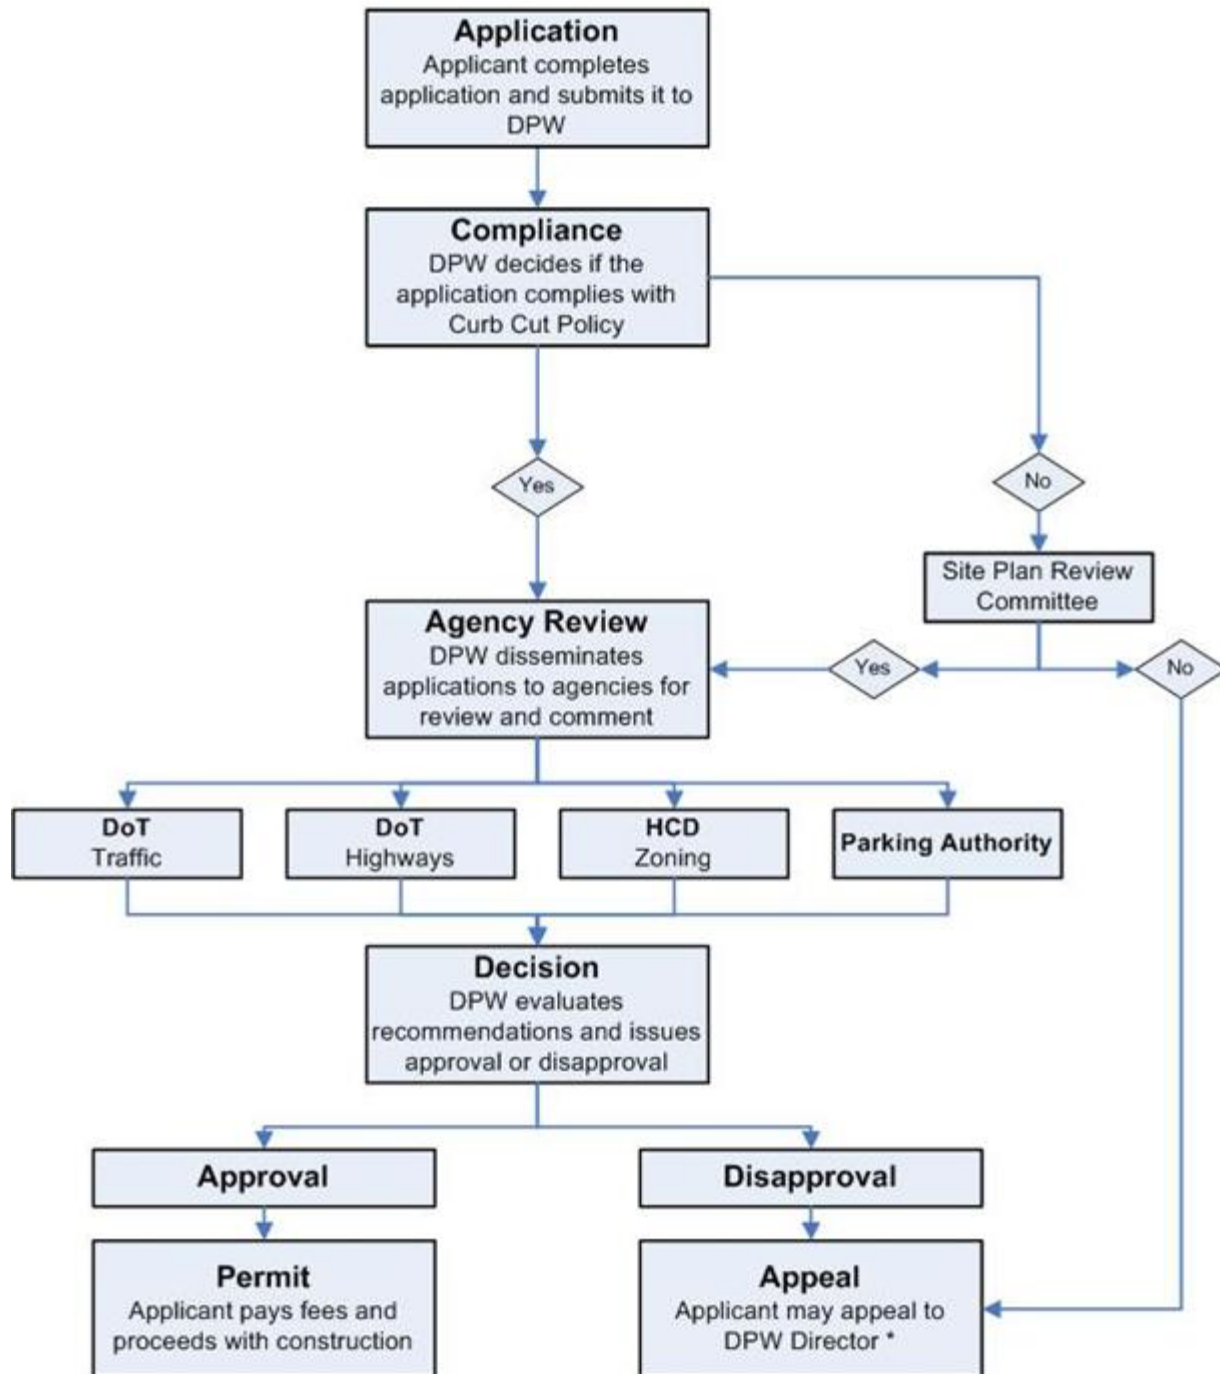 Application
Applicant completes
application and submits it to
DPW
Compliance
DPW decides if the
application complies with
Curb Cut Policy
Yes
No
Site Plan Review
Committee
Agency Review
DPW disseminates
applications to agencies for
review and comment
Yes
No
DoT
Traffic
DoT
Highways
HCD
Zoning
Parking Authority
Decision
DPW evaluates
recommendations and issues
approval or disapproval
Approval
Disapproval
Permit
Applicant pays fees and
proceeds with construction
Appeal
Applicant may appeal to
DPW Director *